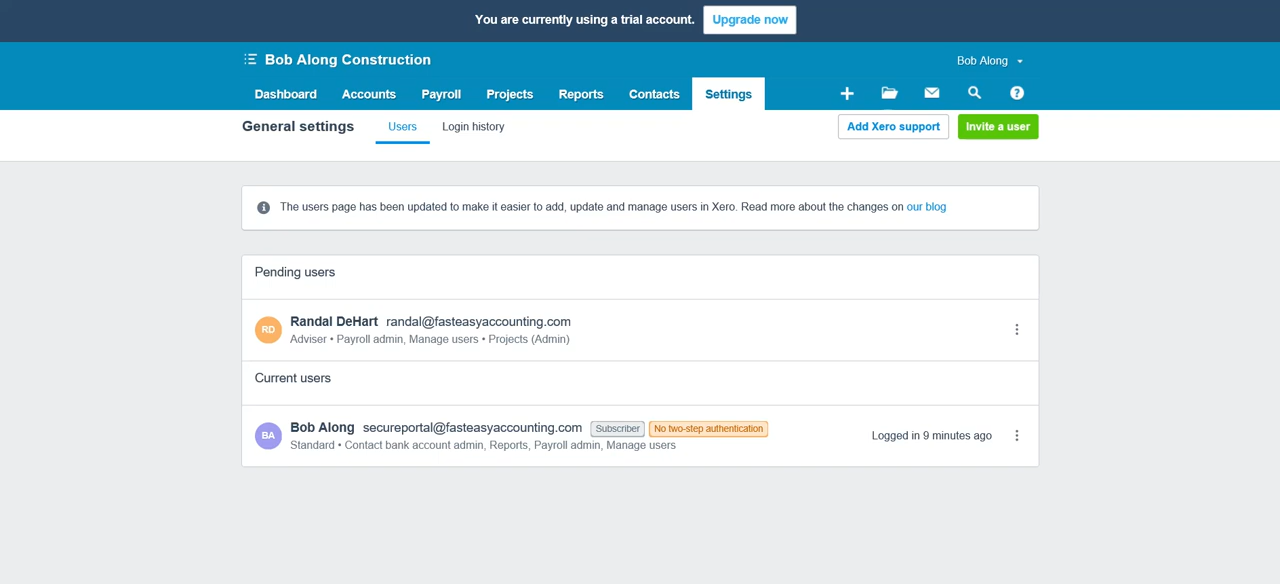 You are currently using a trial account. Upgrade now
Bob Along Construction
Bob Along
Dashboard Accounts Payroll Projects Reports Contacts Settings
General settings Users Login history Add Xero support Invite a user
The users page has been updated to make it easier to add, update and manage users in Xero. Read more about the changes on our blog
Pending users
RD
Randal DeHart randal@fasteasyaccounting.com
Adviser • Payroll admin, Manage users • Projects (Admin)
Current users
BA
Bob Along secureportal@fasteasyaccounting.com Subscriber No two-step authentication
Standard • Contact bank account admin, Reports, Payroll admin, Manage users
Logged in 9 minutes ago